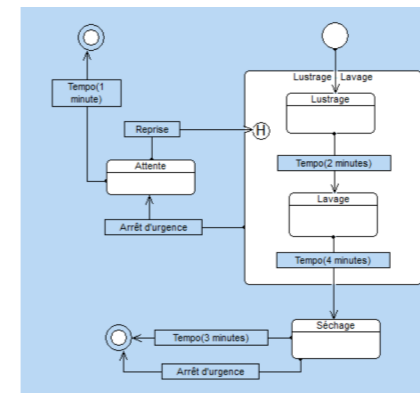 Tempo(1
minute)
Lustrage Lavage
Lustrage
Reprise
H
Attente
Tempo(2 minutes)
Lavage
Arrêt d'urgence
Tempo(4 minutes)
Séchage
Tempo(3 minutes)
Arrêt d'urgence